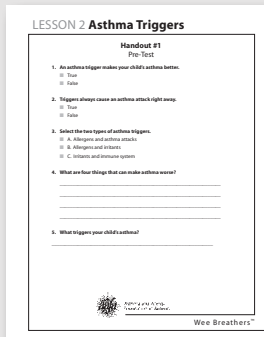 LESSON 2 Asthma Triggers
Handout #1
Pre-Test
1. An asthma trigger makes your child's asthma better.
True
False
2. Triggers always cause an asthma attack right away.
True
False
3. Select the two types of asthma triggers.
A. Allergens and asthma attacks
B. Allergens and irritants
C. Irritants and immune system
4. What are four things that can make asthma worse?
5. What triggers your child's asthma?
Wee Breathers™